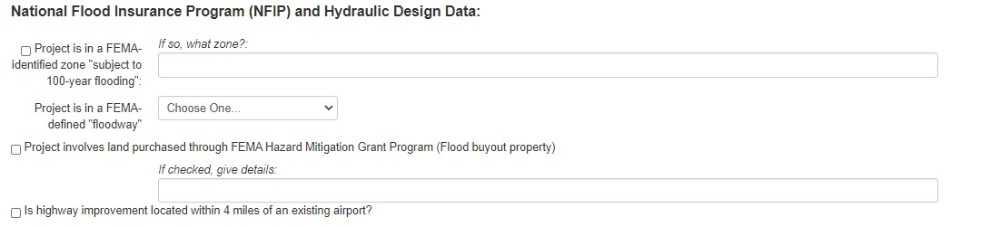 National Flood Insurance Program (NFIP) and Hydraulic Design Data:
If so, what zone?:
Project is in a FEMA-
identified zone "subject to
100-year flooding":
Project is in a FEMA-
defined "floodway"
Choose One...
Project involves land purchased through FEMA Hazard Mitigation Grant Program (Flood buyout property)
If checked, give details:
Is highway improvement located within 4 miles of an existing airport?